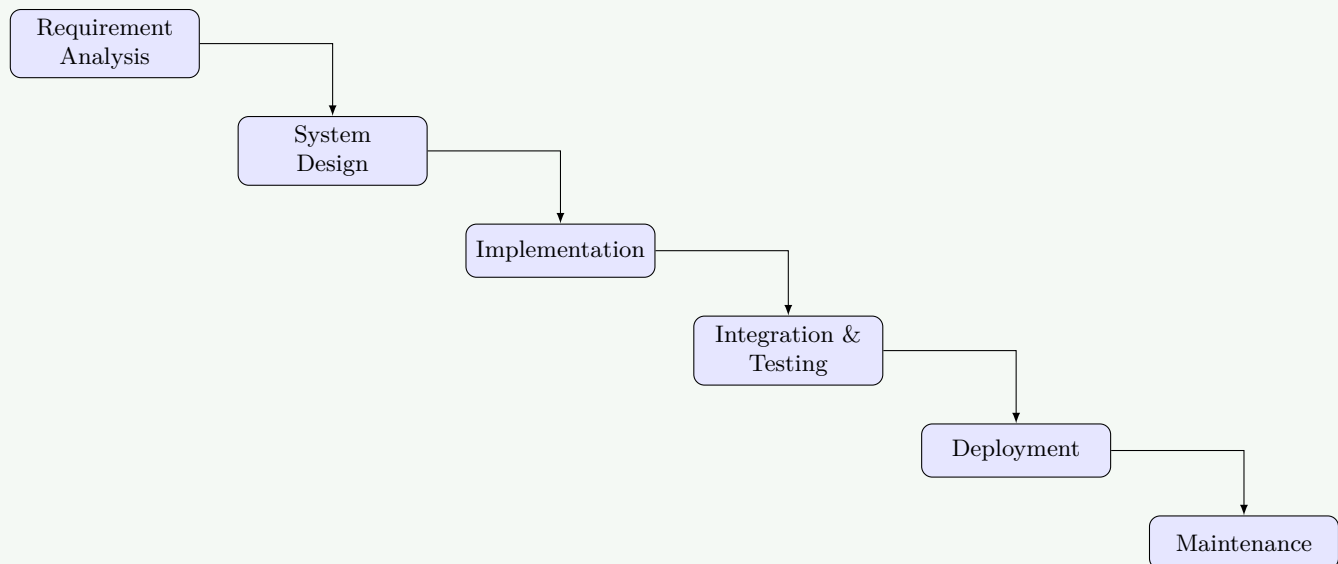 Requirement
Analysis
System
Design
Implementation
Integration &
Testing
Deployment
Maintenance